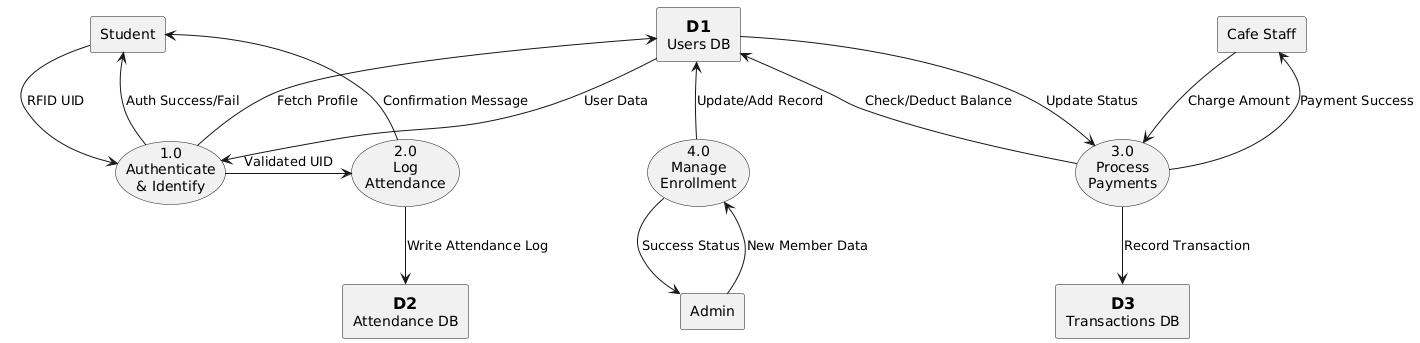 Student
D1
Users DB
Cafe Staff
RFID UID
Auth Success/Fail
Fetch Profile
Confirmation Message
User Data
Update/Add Record
Check/Deduct Balance
Update Status
Charge Amount
Payment Success
1.0
Authenticate
& Identify
Validated UID
2.0
Log
Attendance
4.0
Manage
Enrollment
3.0
Process
Payments
Write Attendance Log
Success Status
New Member Data
Record Transaction
D2
Attendance DB
Admin
D3
Transactions DB